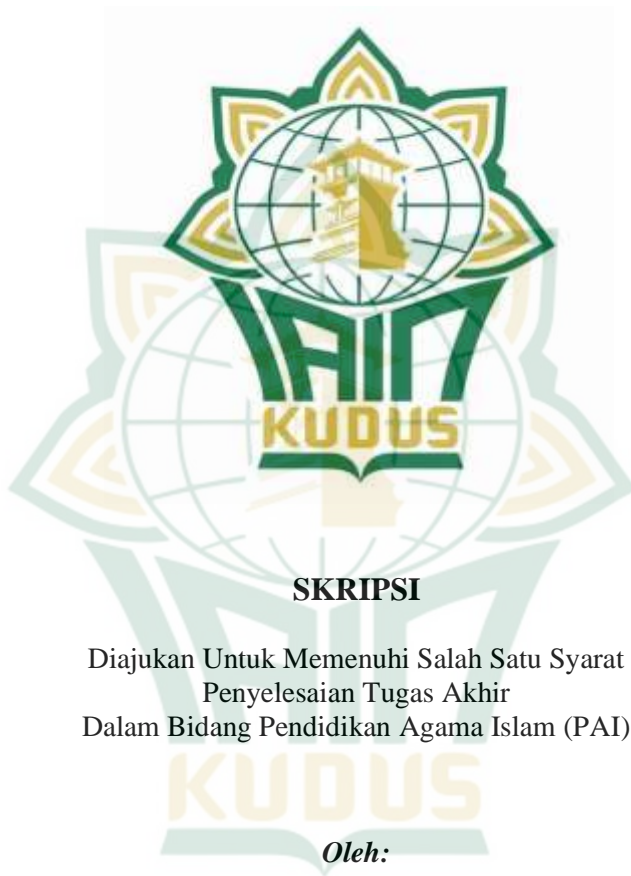 IAIN
KUDUS
SKRIPSI
Diajukan Untuk Memenuhi Salah Satu Syarat
Penyelesaian Tugas Akhir
Dalam Bidang Pendidikan Agama Islam (PAI)
KUDUS
Oleh: